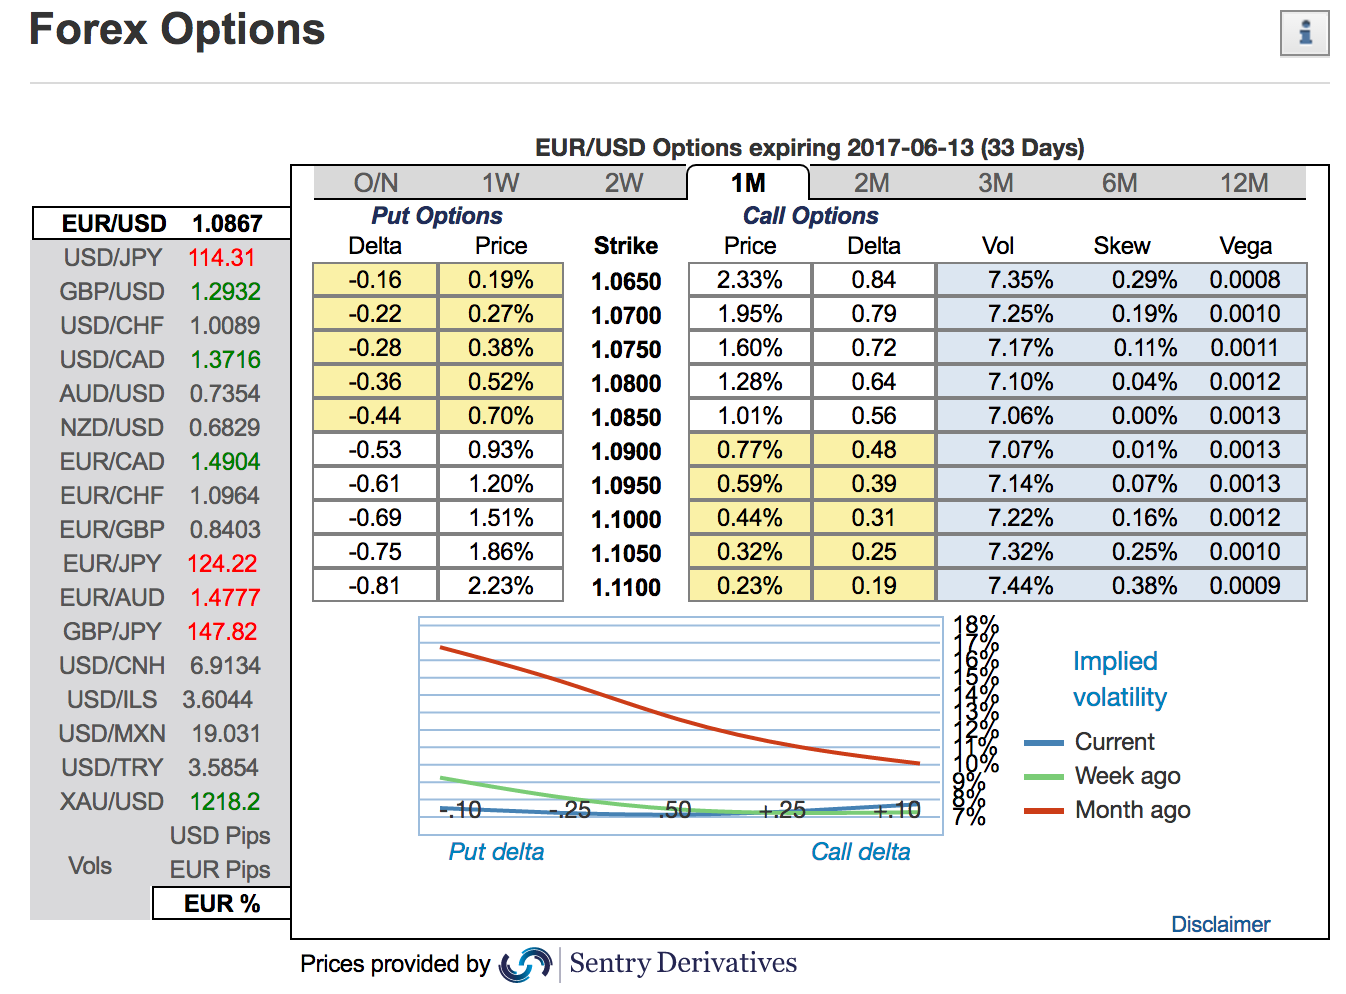 Forex Options
EUR/USD Options expiring 2017-06-13 (33 Days)
O/N 1W 2W 1M 2M 3M 6M 12M
Put Options Call Options
Delta Price Strike Price Delta Vol Skew Vega
-0.16 0.19% 1.0650 2.33% 0.84 7.35% 0.29% 0.0008
-0.22 0.27% 1.0700 1.95% 0.79 7.25% 0.19% 0.0010
-0.28 0.38% 1.0750 1.60% 0.72 7.17% 0.11% 0.0011
-0.36 0.52% 1.0800 1.28% 0.64 7.10% 0.04% 0.0012
-0.44 0.70% 1.0850 1.01% 0.56 7.06% 0.00% 0.0013
-0.53 0.93% 1.0900 0.77% 0.48 7.07% 0.01% 0.0013
-0.61 1.20% 1.0950 0.59% 0.39 7.14% 0.07% 0.0013
-0.69 1.51% 1.1000 0.44% 0.31 7.22% 0.16% 0.0012
-0.75 1.86% 1.1050 0.32% 0.25 7.32% 0.25% 0.0010
-0.81 2.23% 1.1100 0.23% 0.19 7.44% 0.38% 0.0009
EUR/USD 1.0867
USD/JPY 114.31
GBP/USD 1.2932
USD/CHF 1.0089
USD/CAD 1.3716
AUD/USD 0.7354
NZD/USD 0.6829
EUR/CAD 1.4904
EUR/CHF 1.0964
EUR/GBP 0.8403
EUR/JPY 124.22
EUR/AUD 1.4777
GBP/JPY 147.82
USD/CNH 6.9134
USD/ILS 3.6044
USD/MXN 19.031
USD/TRY 3.5854
XAU/USD 1218.2
USD Pips
Vols
EUR Pips
EUR %
18%
17%
16%
15%
14%
13%
12%
11%
10%
9%
8%
7%
-.10 -.25 .50 +.25 +.10
Put delta Call delta
Implied
volatility
Current
Week ago
Month ago
Disclaimer
Prices provided by Sentry Derivatives